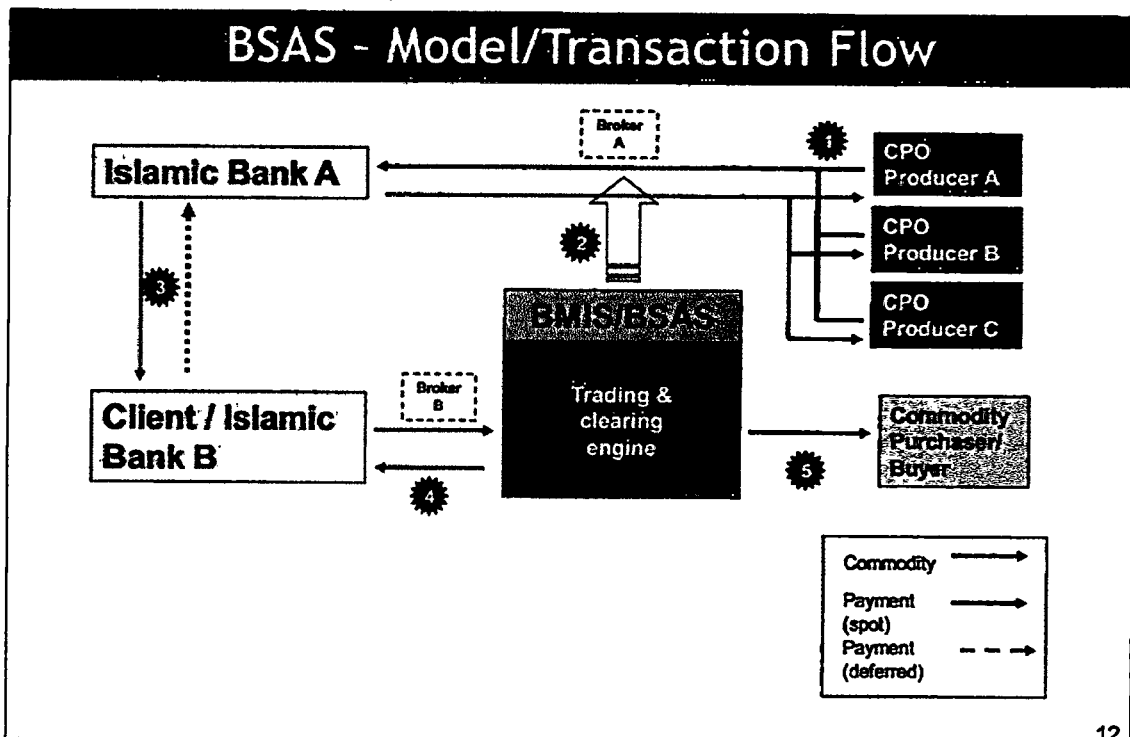 BSAS - Model/Transaction Flow
Broker
A
1
Islamic Bank A
CPO
Producer A
2
CPO
Producer B
3
CPO
Producer C
BMIS/BSAS
Broker
B
Trading &
clearing
engine
Client / Islamic
Bank B
Commodity
Purchaser/
Buyer
4
5
Commodity
Payment
(spot)
Payment
(deferred)
12